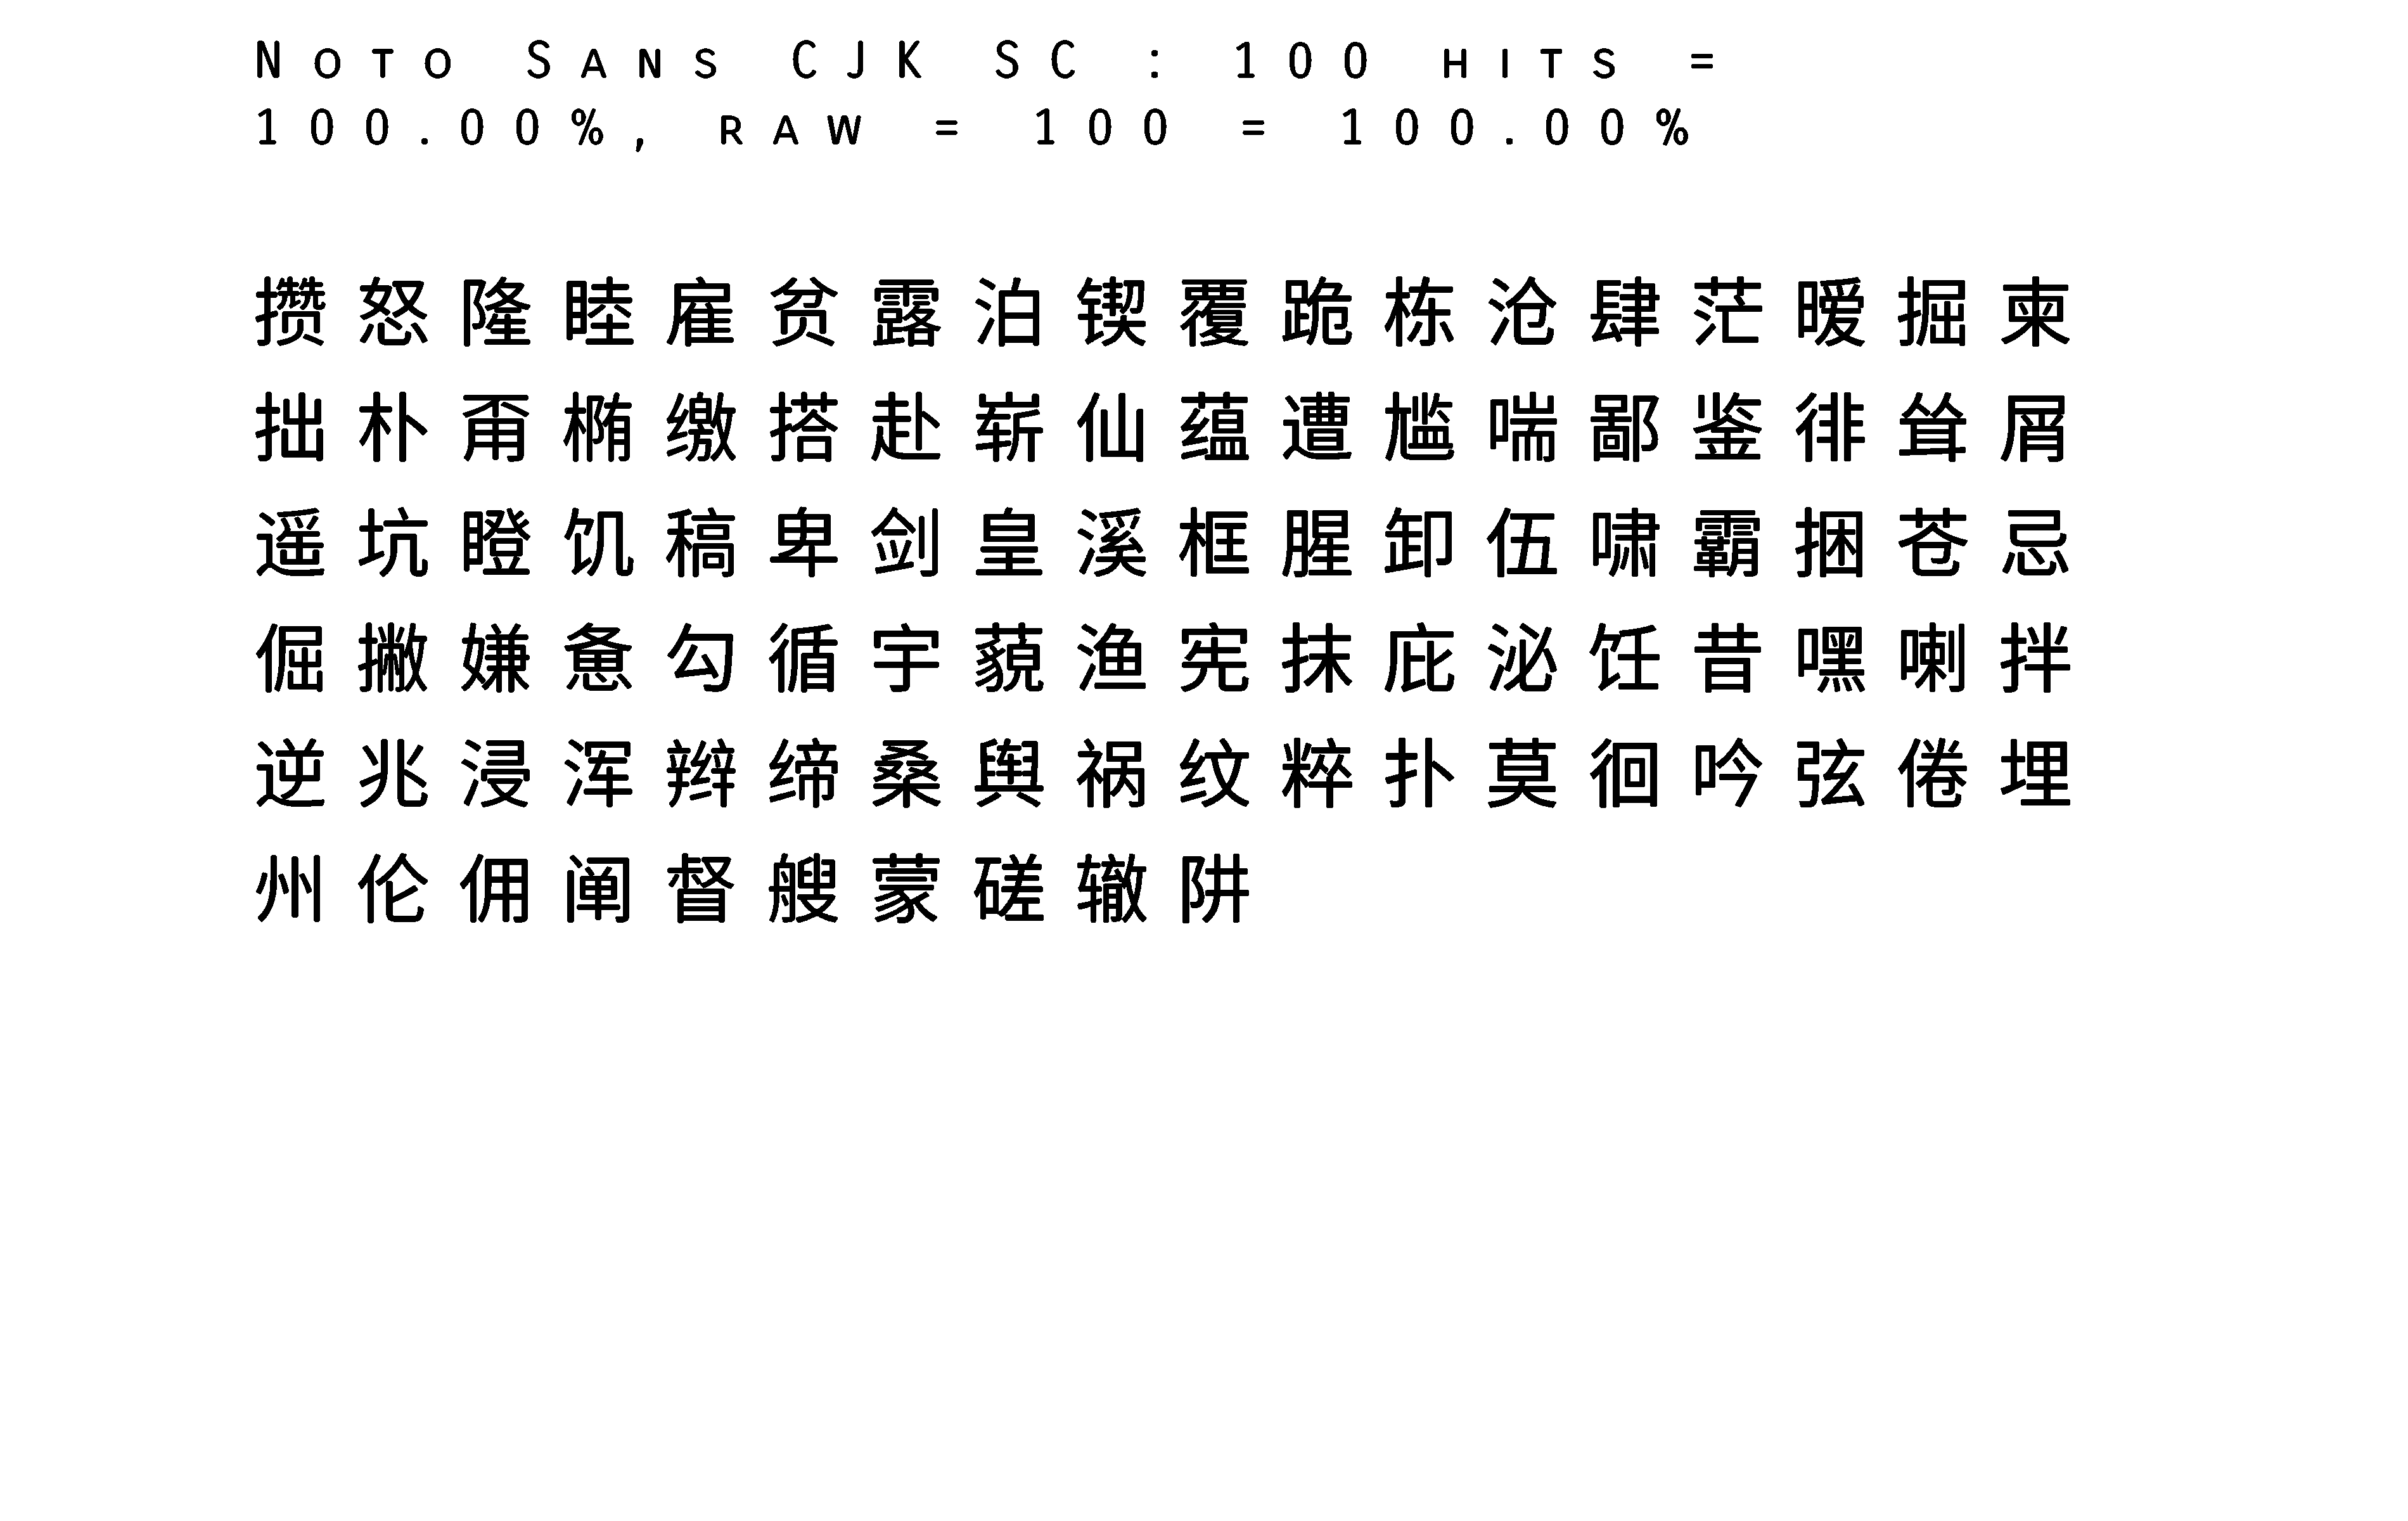 Noto Sans CJK SC : 100 hits =
100.00%, raw = 100 = 100.00%
攒怒隆睦雇贫露泊锲覆跪栋沧肆茫暖掘柬
拙朴甭椭缴搭赴崭仙蕴遭尴喘鄙鉴徘耸屑
遥坑瞪饥稿卑剑皇溪框腥卸伍啸霸捆苍忌
倔撇嫌惫勾循宇藐渔宪抹庇泌饪昔嘿喇拌
逆兆浸浑辫缔桑舆祸纹粹扑莫徊吟弦倦埋
州伦佣阐督艘蒙磋辙阱